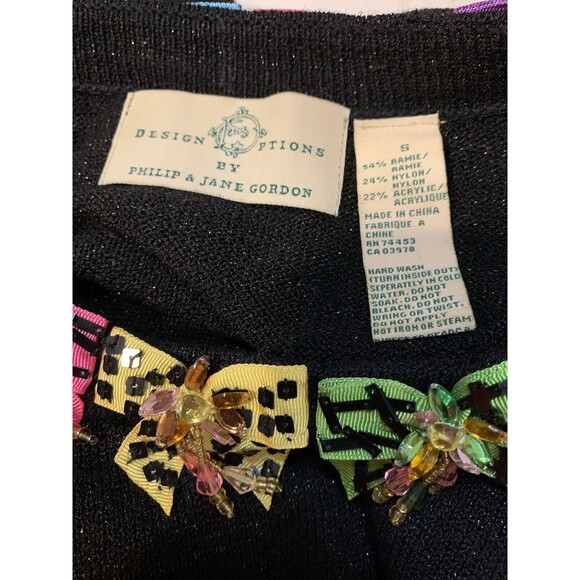 DESIGN OPTIONS
BY
PHILIP & JANE GORDON
S
54% RAMIE/
RAMIE
24% NYLON/
NYLON
22% ACRYLIC/
ACRYLIQUE
MADE IN CHINA
FABRIQUE A
CHINE
RN 74453
CA 03978
HAND WASH
(TURN INSIDE OUT)
SEPERATELY IN COLD
WATER. DO NOT
SOAK. DO NOT
BLEACH. DO NOT
WRING OR TWIST.
DO NOT APPLY
HOT IRON OR STEAM